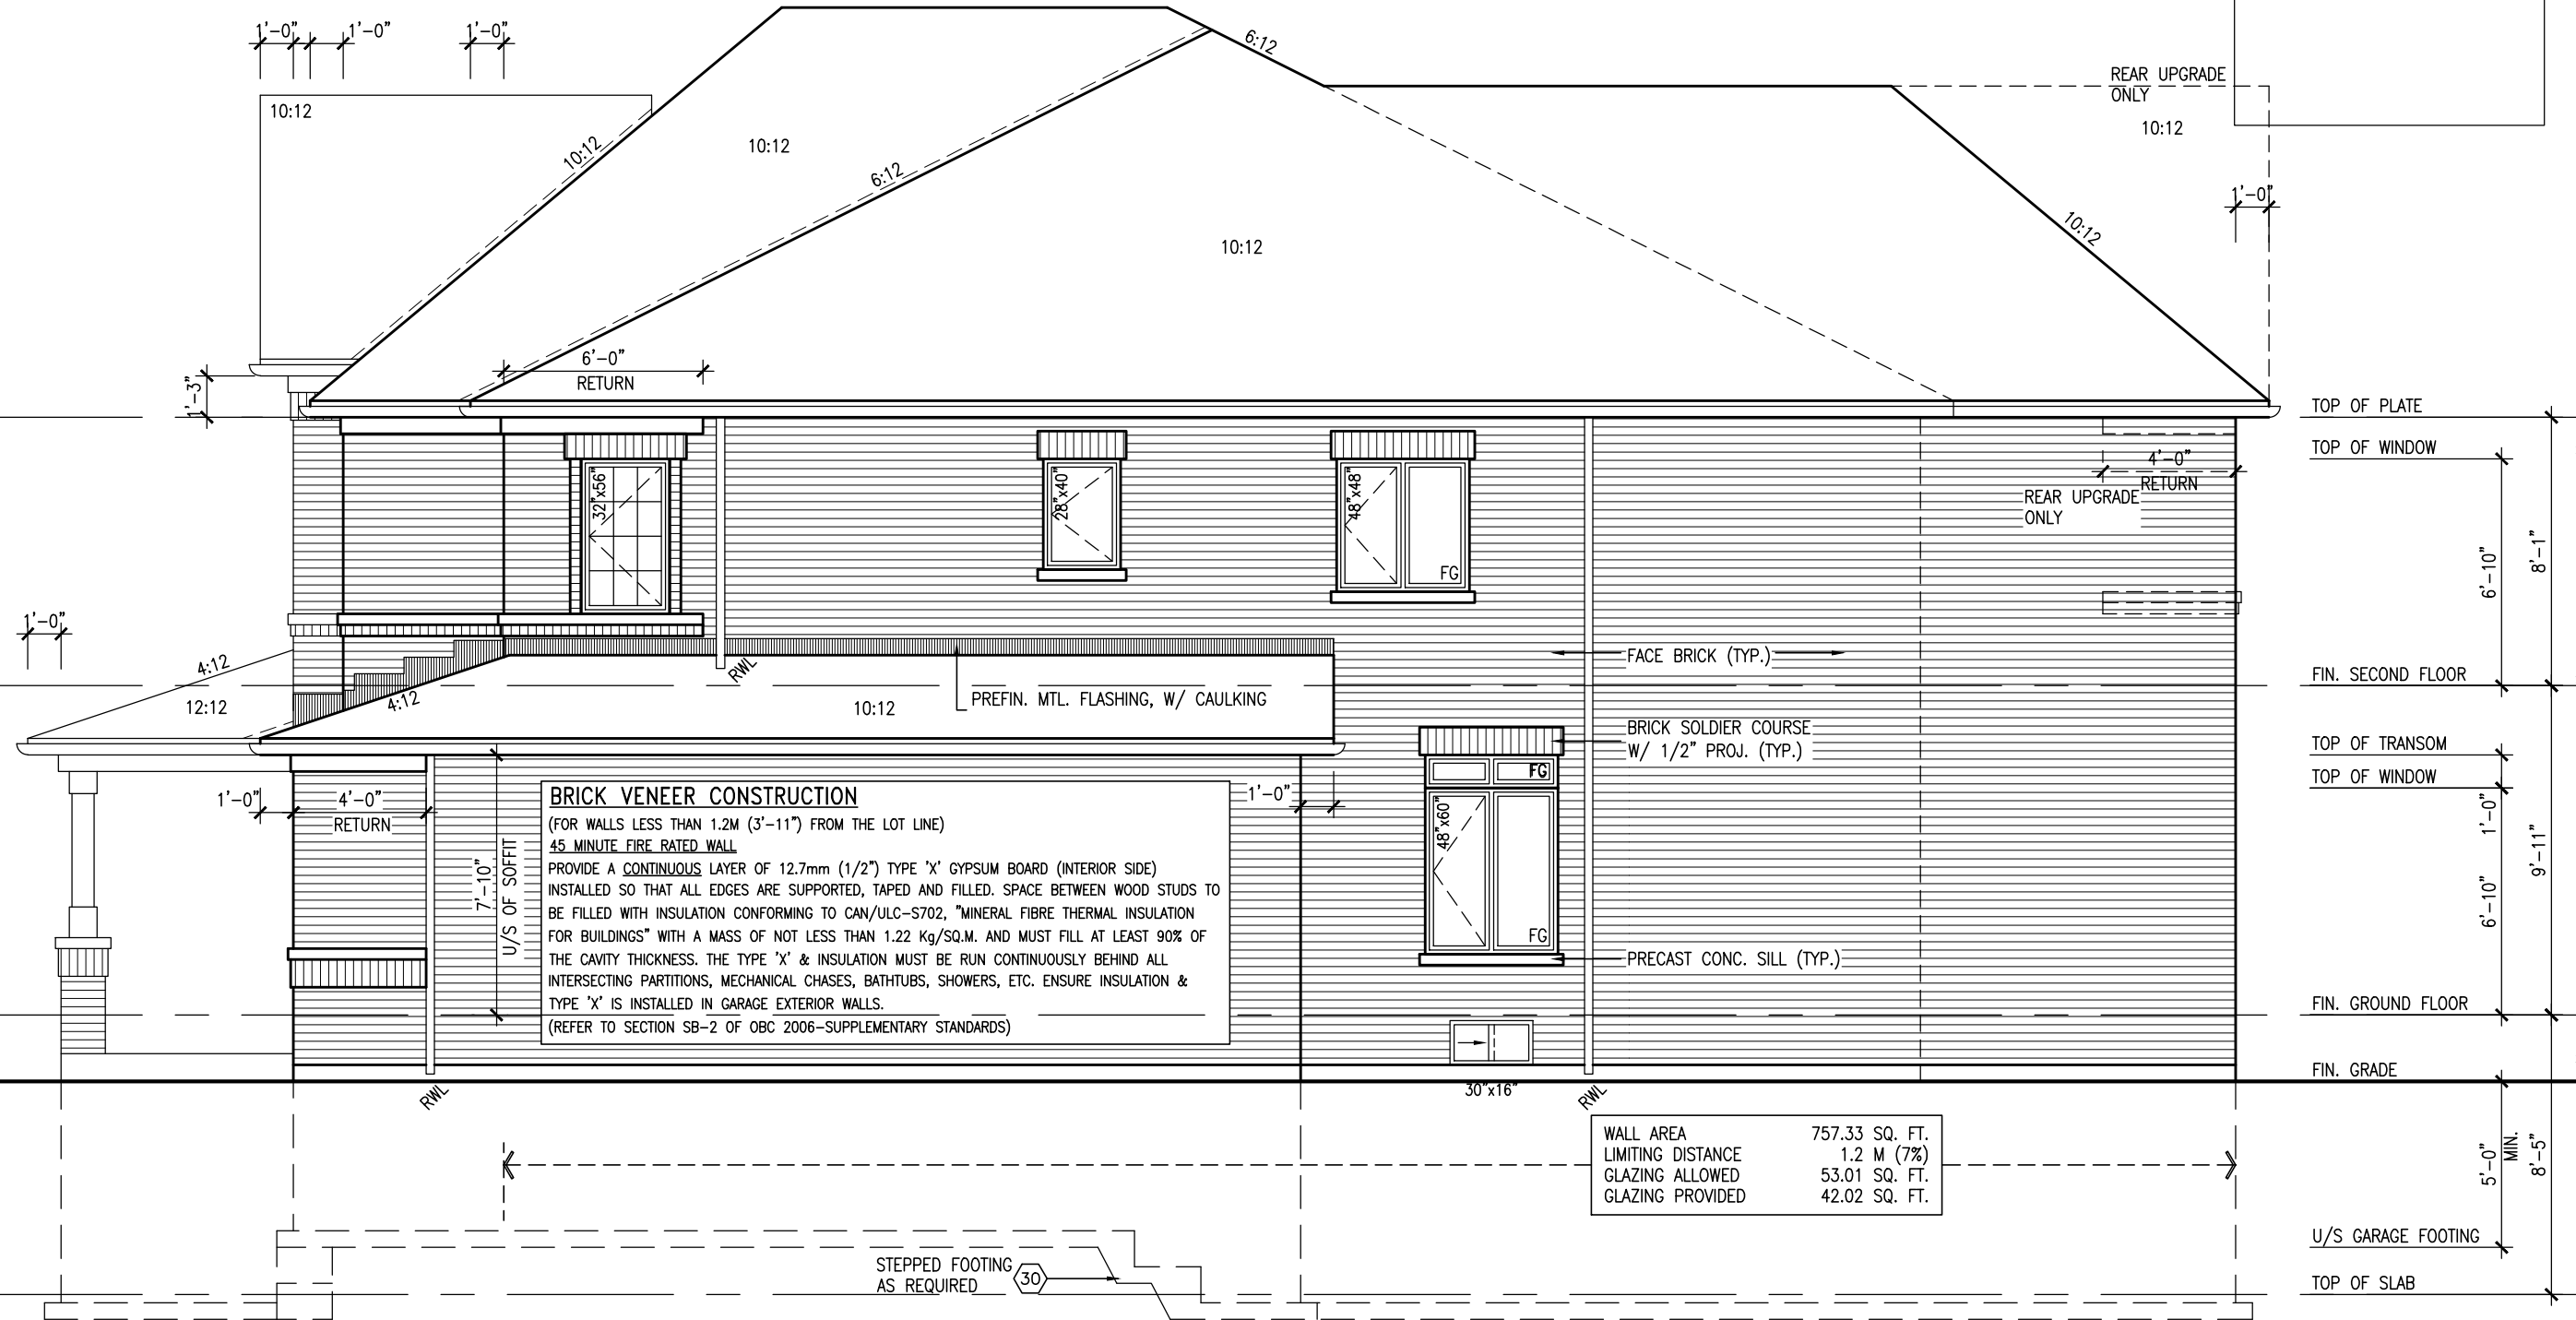 1'-0" 1'-0" 1'-0"
10:12
10:12
10:12
6:12
6:12
10:12
REAR UPGRADE
ONLY
10:12
1'-0"
10:12
6'-0"
RETURN
1'-3"
TOP OF PLATE
TOP OF WINDOW
32"x56"
28"x40"
48"x48"
FG
4'-0"
RETURN
REAR UPGRADE
ONLY
6'-10"
8'-1"
1'-0"
4:12
12:12
4:12
RWL
10:12
PREFIN. MTL. FLASHING, W/ CAULKING
FACE BRICK (TYP.)
FIN. SECOND FLOOR
BRICK SOLDIER COURSE
W/ 1/2" PROJ. (TYP.)
TOP OF TRANSOM
TOP OF WINDOW
FG
48"x60"
FG
PRECAST CONC. SILL (TYP.)
1'-0"
6'-10"
9'-11"
1'-0"
4'-0"
RETURN
7'-10"
U/S OF SOFFIT
1'-0"
BRICK VENEER CONSTRUCTION
(FOR WALLS LESS THAN 1.2M (3'-11") FROM THE LOT LINE)
45 MINUTE FIRE RATED WALL
PROVIDE A CONTINUOUS LAYER OF 12.7mm (1/2") TYPE 'X' GYPSUM BOARD (INTERIOR SIDE)
INSTALLED SO THAT ALL EDGES ARE SUPPORTED, TAPED AND FILLED. SPACE BETWEEN WOOD STUDS TO
BE FILLED WITH INSULATION CONFORMING TO CAN/ULC-S702, "MINERAL FIBRE THERMAL INSULATION
FOR BUILDINGS" WITH A MASS OF NOT LESS THAN 1.22 Kg/SQ.M. AND MUST FILL AT LEAST 90% OF
THE CAVITY THICKNESS. THE TYPE 'X' & INSULATION MUST BE RUN CONTINUOUSLY BEHIND ALL
INTERSECTING PARTITIONS, MECHANICAL CHASES, BATHTUBS, SHOWERS, ETC. ENSURE INSULATION &
TYPE 'X' IS INSTALLED IN GARAGE EXTERIOR WALLS.
(REFER TO SECTION SB-2 OF OBC 2006-SUPPLEMENTARY STANDARDS)
FIN. GROUND FLOOR
FIN. GRADE
RWL
30"x16"
RWL
WALL AREA 757.33 SQ. FT.
LIMITING DISTANCE 1.2 M (7%)
GLAZING ALLOWED 53.01 SQ. FT.
GLAZING PROVIDED 42.02 SQ. FT.
5'-0"
MIN.
8'-5"
U/S GARAGE FOOTING
STEPPED FOOTING
AS REQUIRED
30
TOP OF SLAB